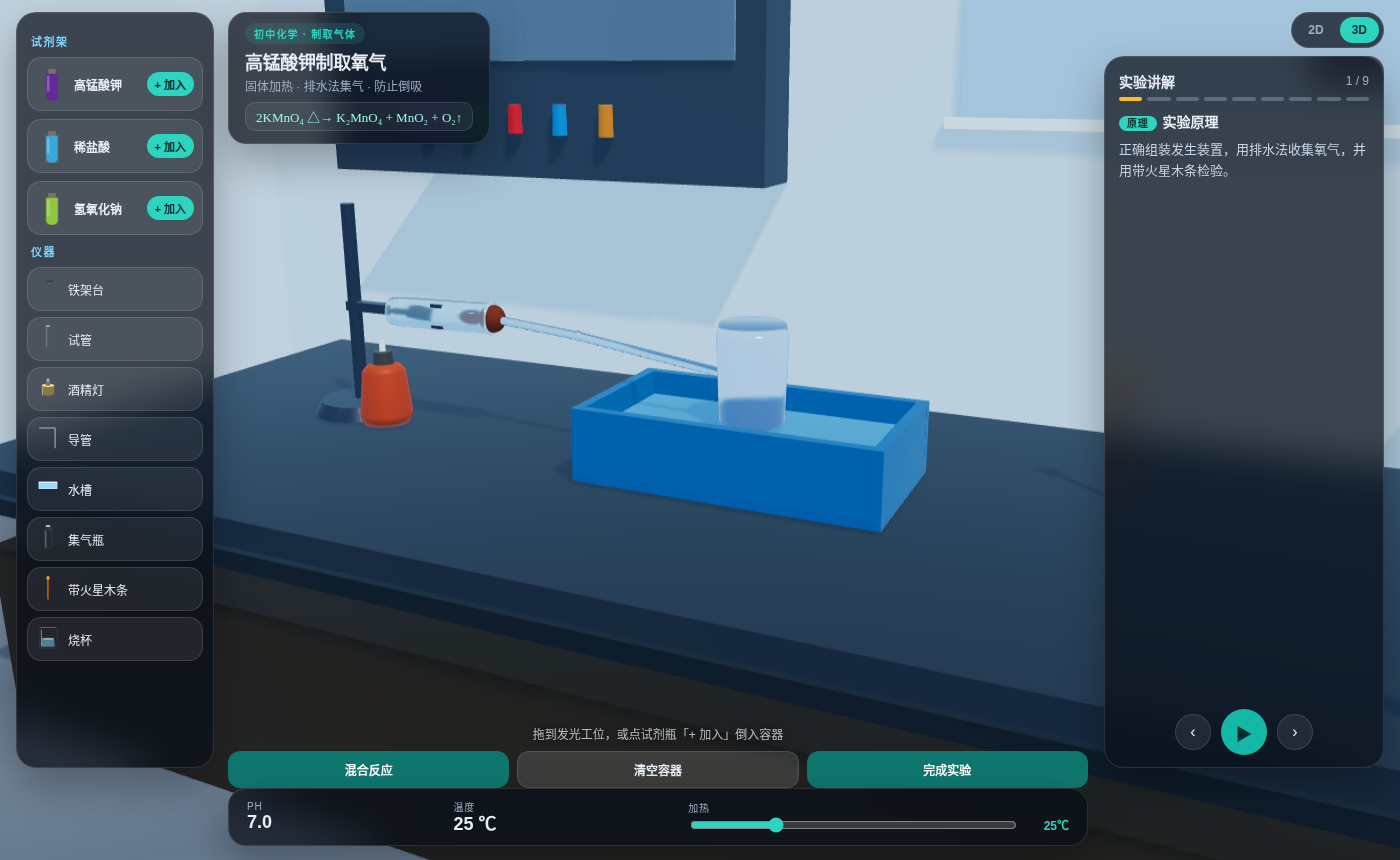 试剂架
高锰酸钾
+ 加入
稀盐酸
+ 加入
氢氧化钠
+ 加入
仪器
铁架台
试管
酒精灯
导管
水槽
集气瓶
带火星木条
烧杯
初中化学 · 制取气体
高锰酸钾制取氧气
固体加热 · 排水法集气 · 防止倒吸
2KMnO₄ △→ K₂MnO₄ + MnO₂ + O₂↑
2D
3D
实验讲解
1 / 9
原理 实验原理
正确组装发生装置，用排水法收集氧气，并
用带火星木条检验。
‹
›
拖到发光工位，或点试剂瓶「+ 加入」倒入容器
混合反应
清空容器
完成实验
PH
7.0
温度
25 ℃
加热
25℃